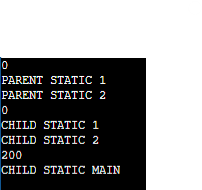 0
PARENT STATIC 1
PARENT STATIC 2
0
CHILD STATIC 1
CHILD STATIC 2
200
CHILD STATIC MAIN